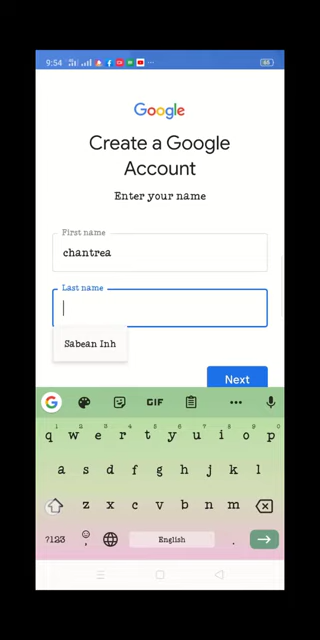 9:54
Google
Create a Google
Account
Enter your name
First name
chantrea
Last name
Sabean Inh
Next
GIF
q w e r t y u i o p
a s d f g h j k l
z x c v b n m
?123 , English .